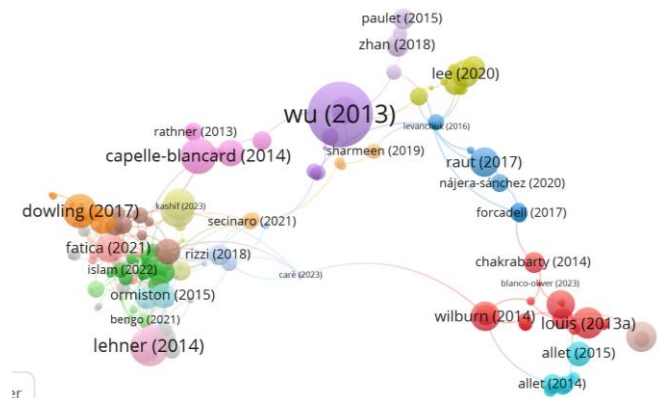 paulet (2015)
zhan (2018)
lee (2020)
wu (2013)
levanchuk (2016)
rathner (2013)
capelle-blancard (2014)
sharmeen (2019)
raut (2017)
nájera-sánchez (2020)
kashif (2023)
dowling (2017)
secinaro (2021)
forcadell (2017)
fatica (2021)
rizzi (2018)
islam (2022)
carè (2023)
chakrabarty (2014)
blanco-oliver (2023)
ormiston (2015)
bengo (2021)
wilburn (2014)
louis (2013a)
lehner (2014)
allet (2015)
allet (2014)
er